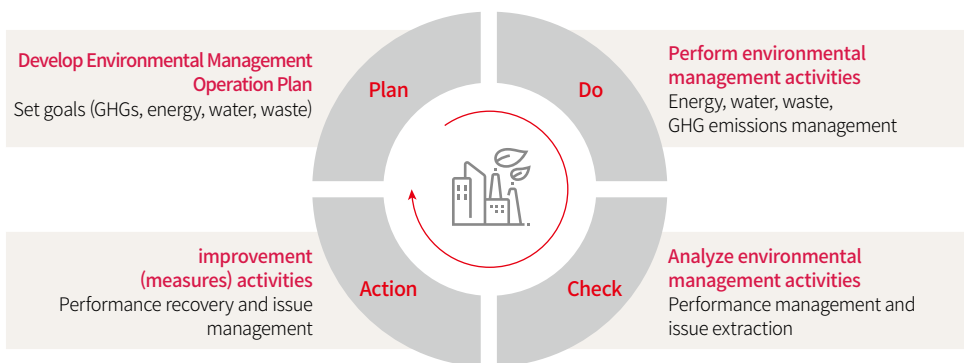 Develop Environmental Management
Operation Plan
Set goals (GHGs, energy, water, waste)
Plan
Do
Perform environmental
management activities
Energy, water, waste,
GHG emissions management
improvement
(measures) activities
Performance recovery and issue
management
Action
Check
Analyze environmental
management activities
Performance management and
issue extraction